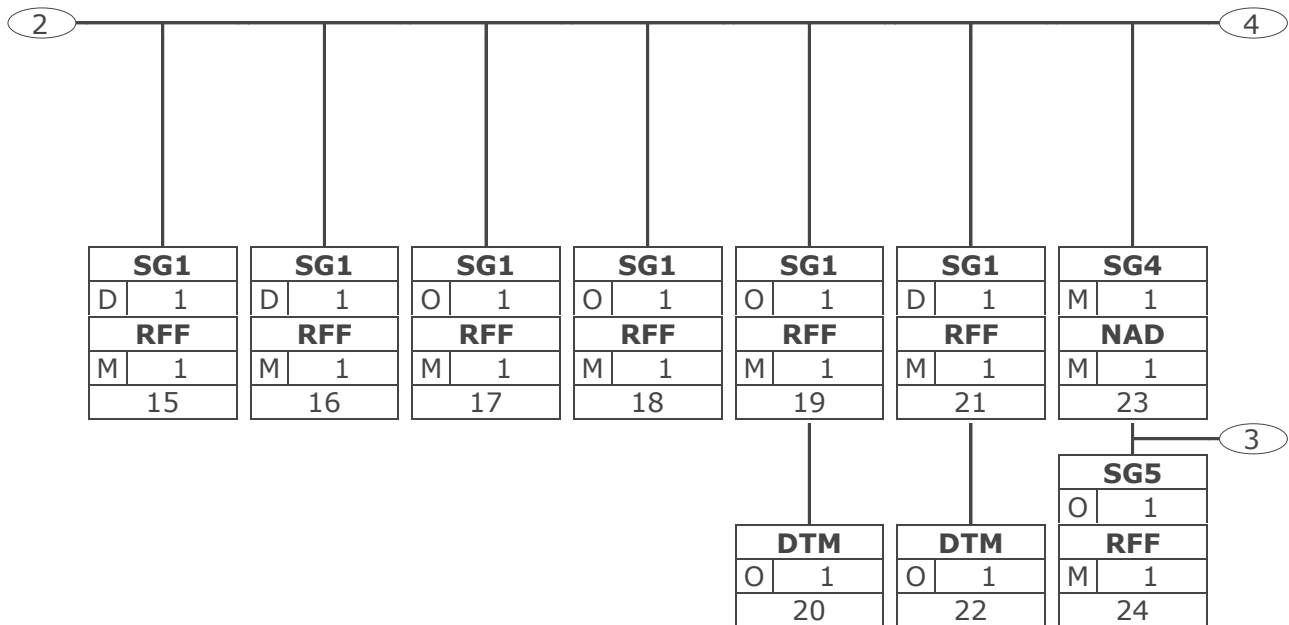 2 4
SG1 SG1 SG1 SG1 SG1 SG1 SG4
D 1 D 1 O 1 O 1 O 1 D 1 M 1
RFF RFF RFF RFF RFF RFF NAD
M 1 M 1 M 1 M 1 M 1 M 1 M 1
15 16 17 18 19 21 23
3
SG5
O 1
DTM DTM RFF
O 1 O 1 M 1
20 22 24